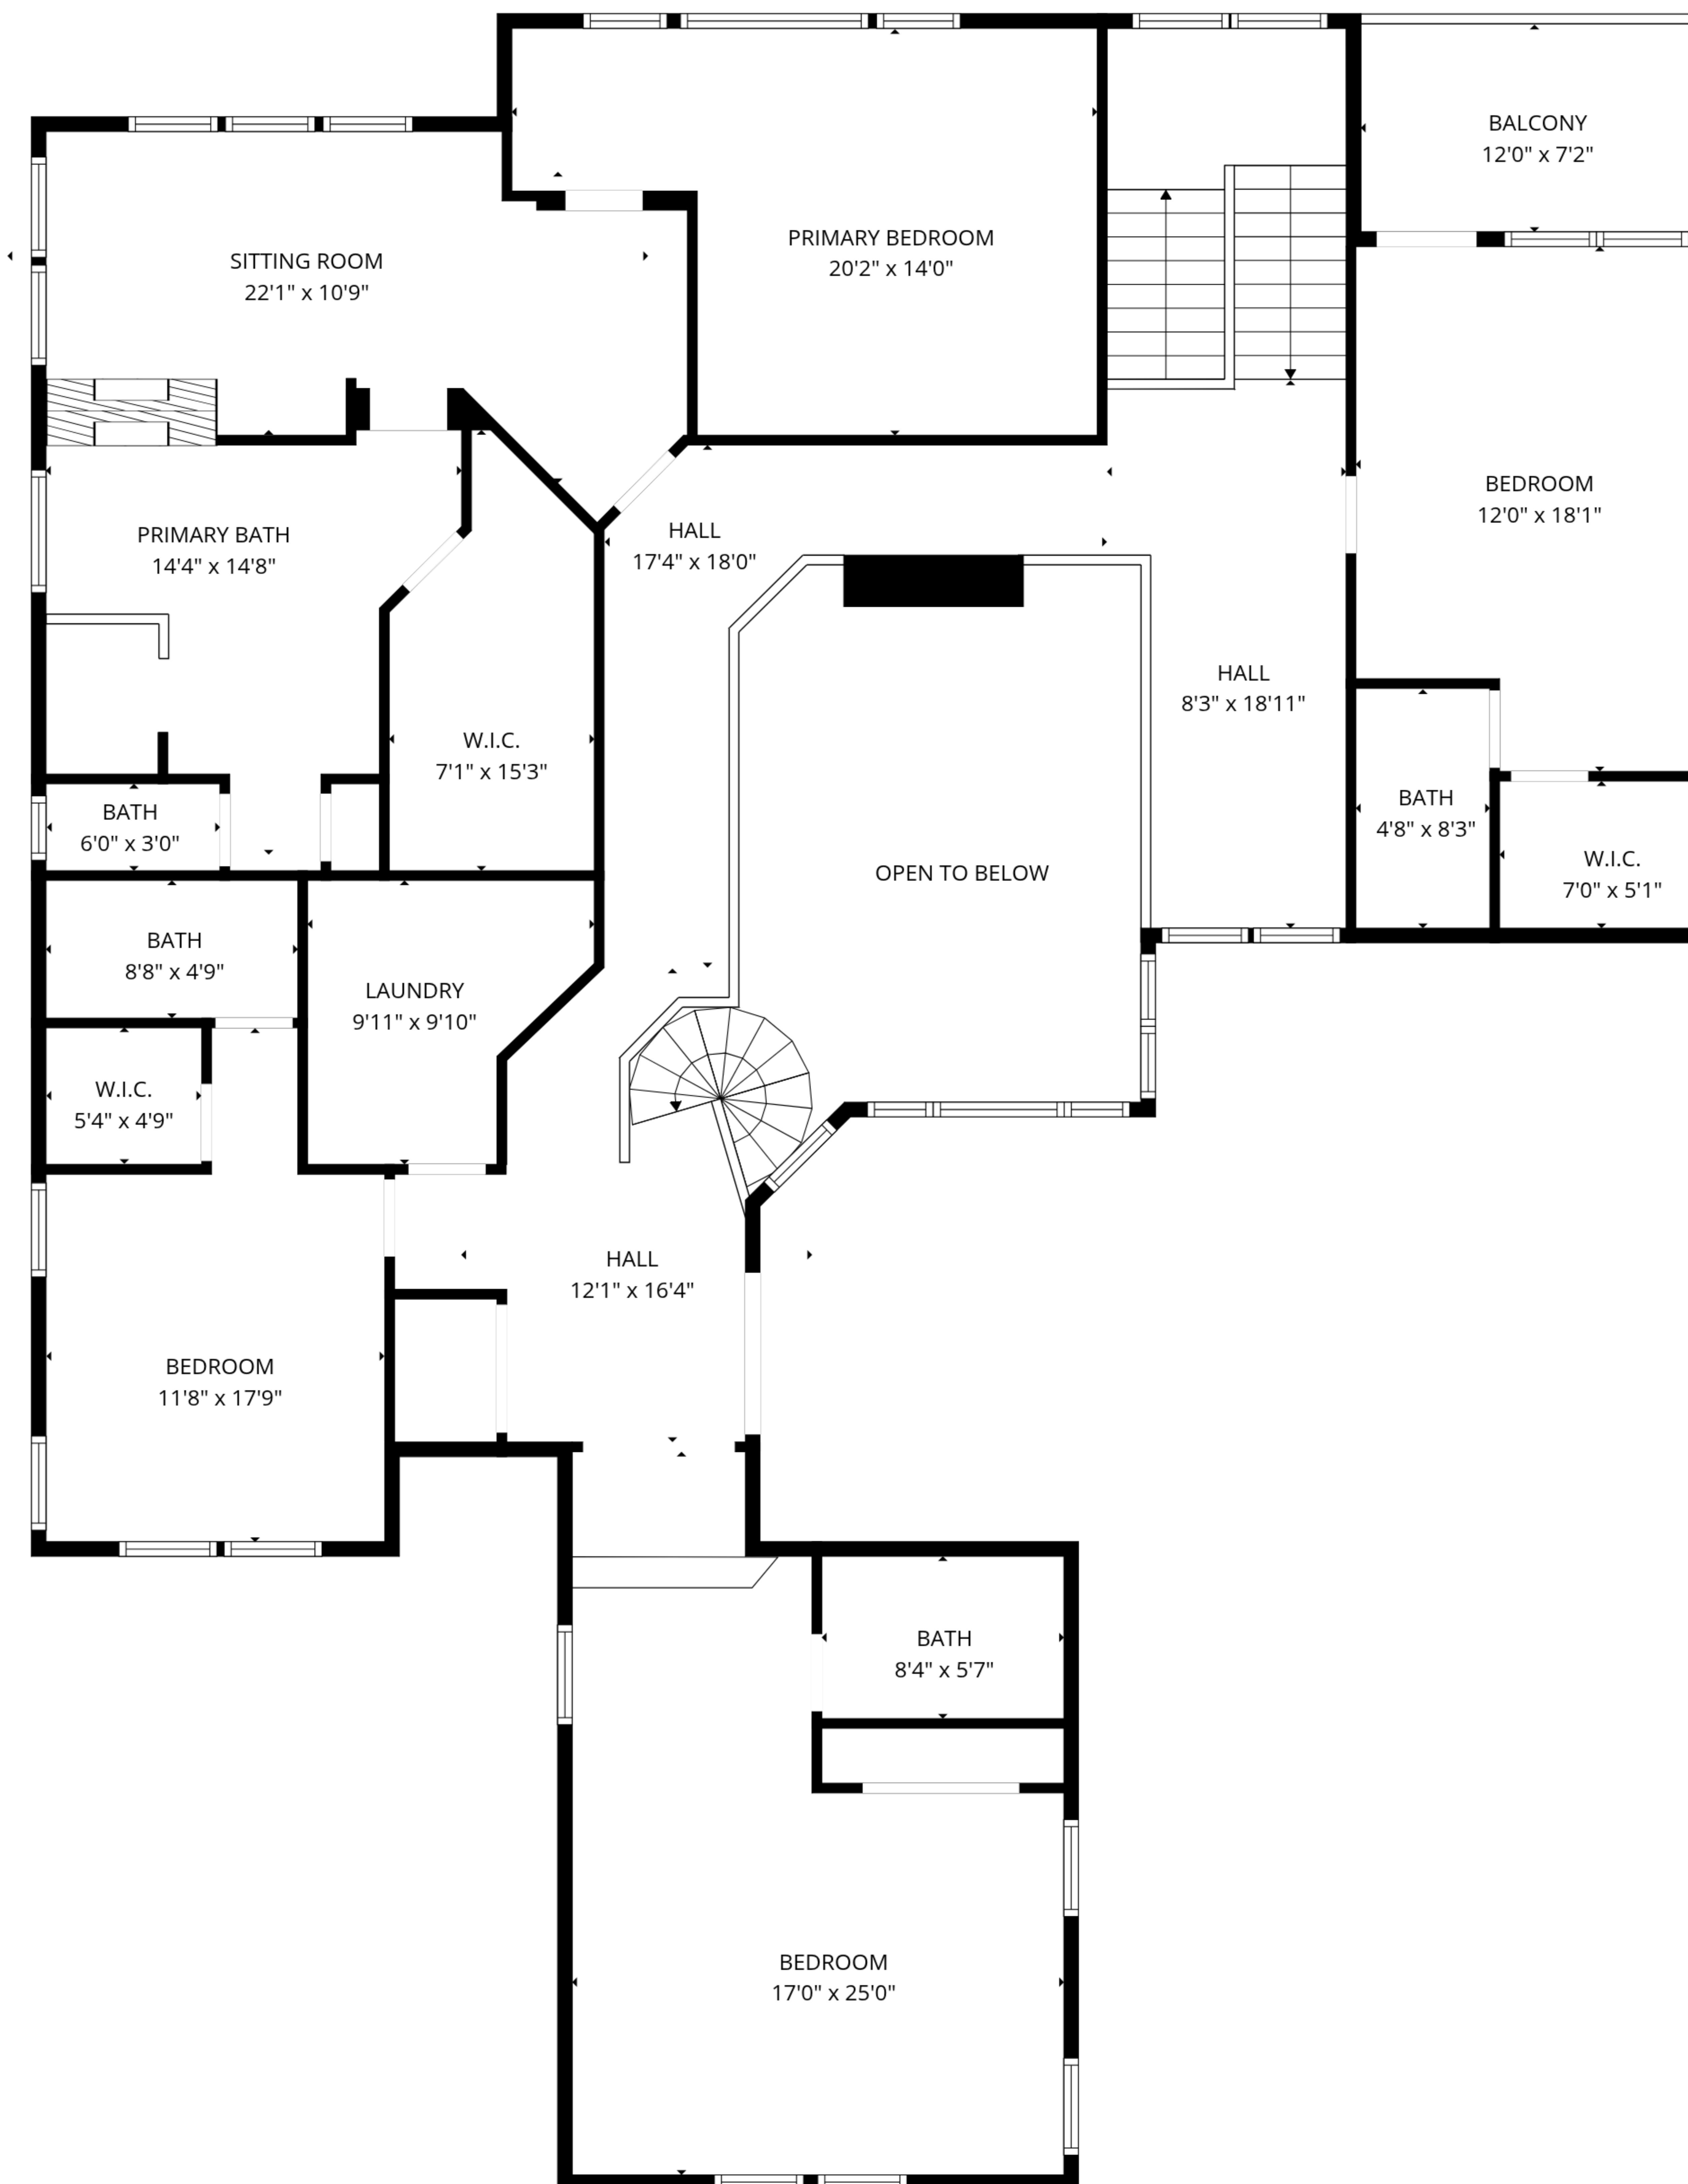 BALCONY
12'0" x 7'2"
PRIMARY BEDROOM
20'2" x 14'0"
SITTING ROOM
22'1" x 10'9"
BEDROOM
12'0" x 18'1"
HALL
17'4" x 18'0"
PRIMARY BATH
14'4" x 14'8"
HALL
8'3" x 18'11"
W.I.C.
7'1" x 15'3"
BATH
4'8" x 8'3"
BATH
6'0" x 3'0"
W.I.C.
7'0" x 5'1"
OPEN TO BELOW
BATH
8'8" x 4'9"
LAUNDRY
9'11" x 9'10"
W.I.C.
5'4" x 4'9"
HALL
12'1" x 16'4"
BEDROOM
11'8" x 17'9"
BATH
8'4" x 5'7"
BEDROOM
17'0" x 25'0"